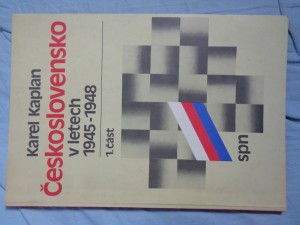 Karel Kaplan
Československo
v letech
1945-1948
1. část
spn